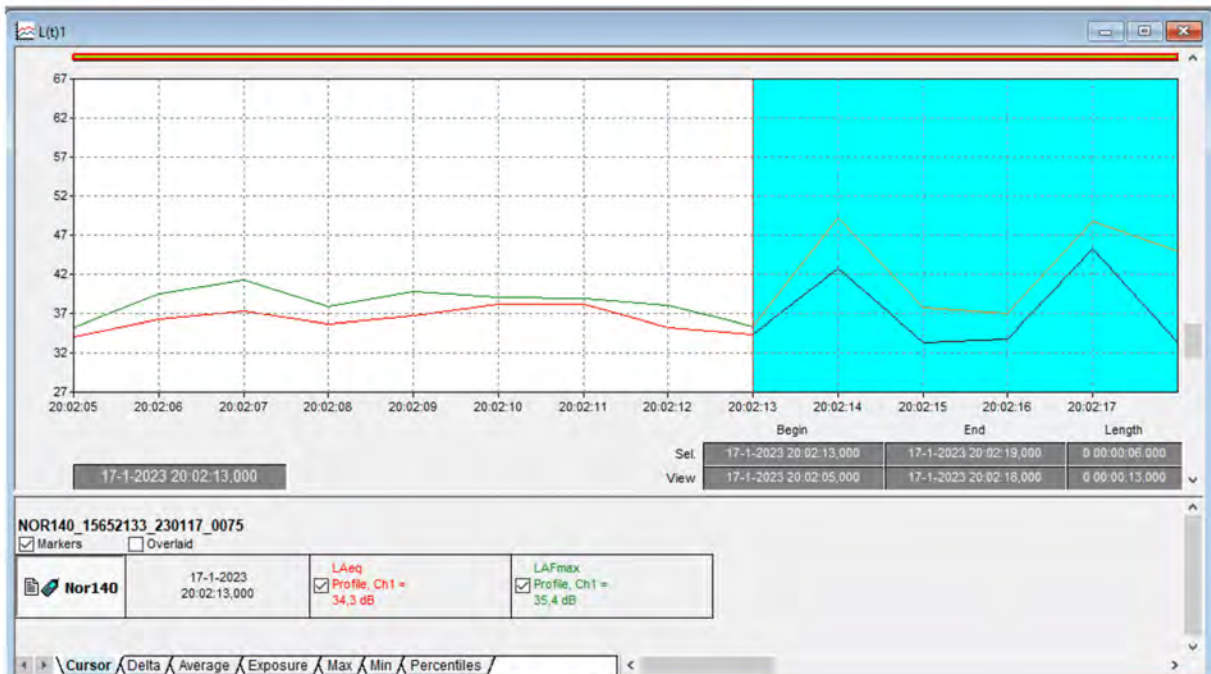 L(t)1
67
62
57
52
47
42
37
32
27
20:02:05 20:02:06 20:02:07 20:02:08 20:02:09 20:02:10 20:02:11 20:02:12 20:02:13 20:02:14 20:02:15 20:02:16 20:02:17
Begin End Length
Sel. 17-1-2023 20:02:13,000 17-1-2023 20:02:19,000 0 00:00:06.000
17-1-2023 20:02:13,000
View 17-1-2023 20:02:05,000 17-1-2023 20:02:18,000 0 00:00:13.000
NOR140_15652133_230117_0075
Markers Overlaid
Nor140
17-1-2023
20:02:13,000
LAeq
Profile, Ch1 =
34,3 dB
LAFmax
Profile, Ch1 =
35,4 dB
Cursor Delta Average Exposure Max Min Percentiles